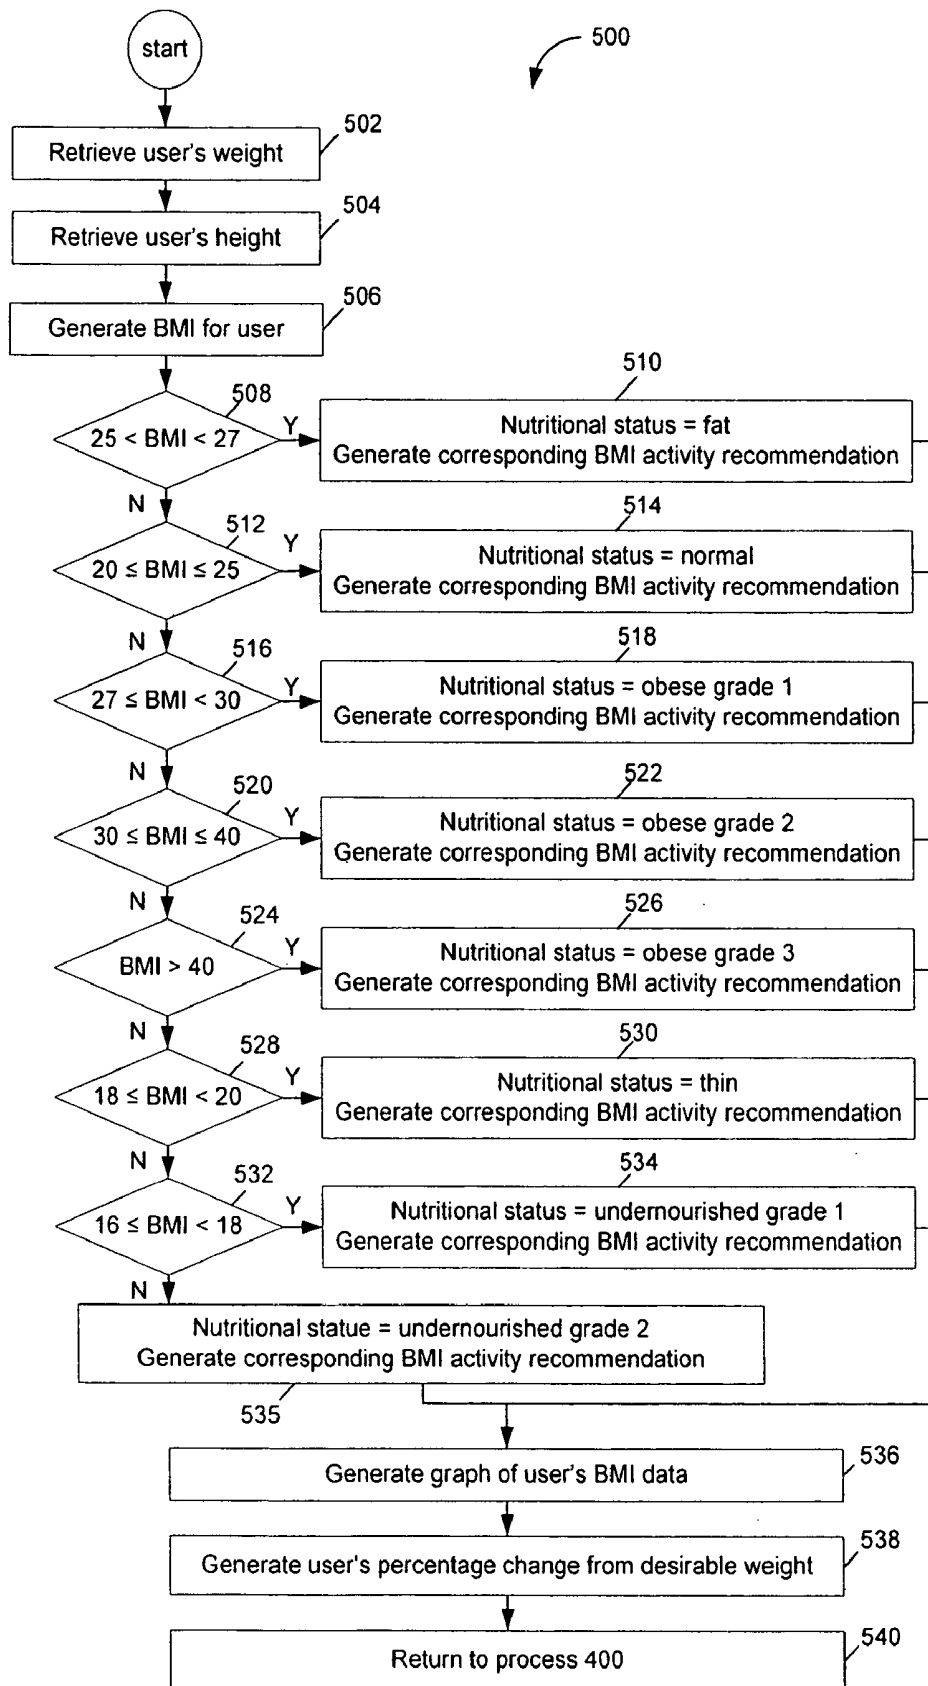 start
500
502
Retrieve user's weight
504
Retrieve user's height
506
Generate BMI for user
508
25 < BMI < 27
Y
510
Nutritional status = fat
Generate corresponding BMI activity recommendation
N
512
20 ≤ BMI ≤ 25
Y
514
Nutritional status = normal
Generate corresponding BMI activity recommendation
N
516
27 ≤ BMI < 30
Y
518
Nutritional status = obese grade 1
Generate corresponding BMI activity recommendation
N
520
30 ≤ BMI ≤ 40
Y
522
Nutritional status = obese grade 2
Generate corresponding BMI activity recommendation
N
524
BMI > 40
Y
526
Nutritional status = obese grade 3
Generate corresponding BMI activity recommendation
N
528
18 ≤ BMI < 20
Y
530
Nutritional status = thin
Generate corresponding BMI activity recommendation
N
532
16 ≤ BMI < 18
Y
534
Nutritional status = undernourished grade 1
Generate corresponding BMI activity recommendation
N
Nutritional statue = undernourished grade 2
Generate corresponding BMI activity recommendation
535
536
Generate graph of user's BMI data
538
Generate user's percentage change from desirable weight
540
Return to process 400